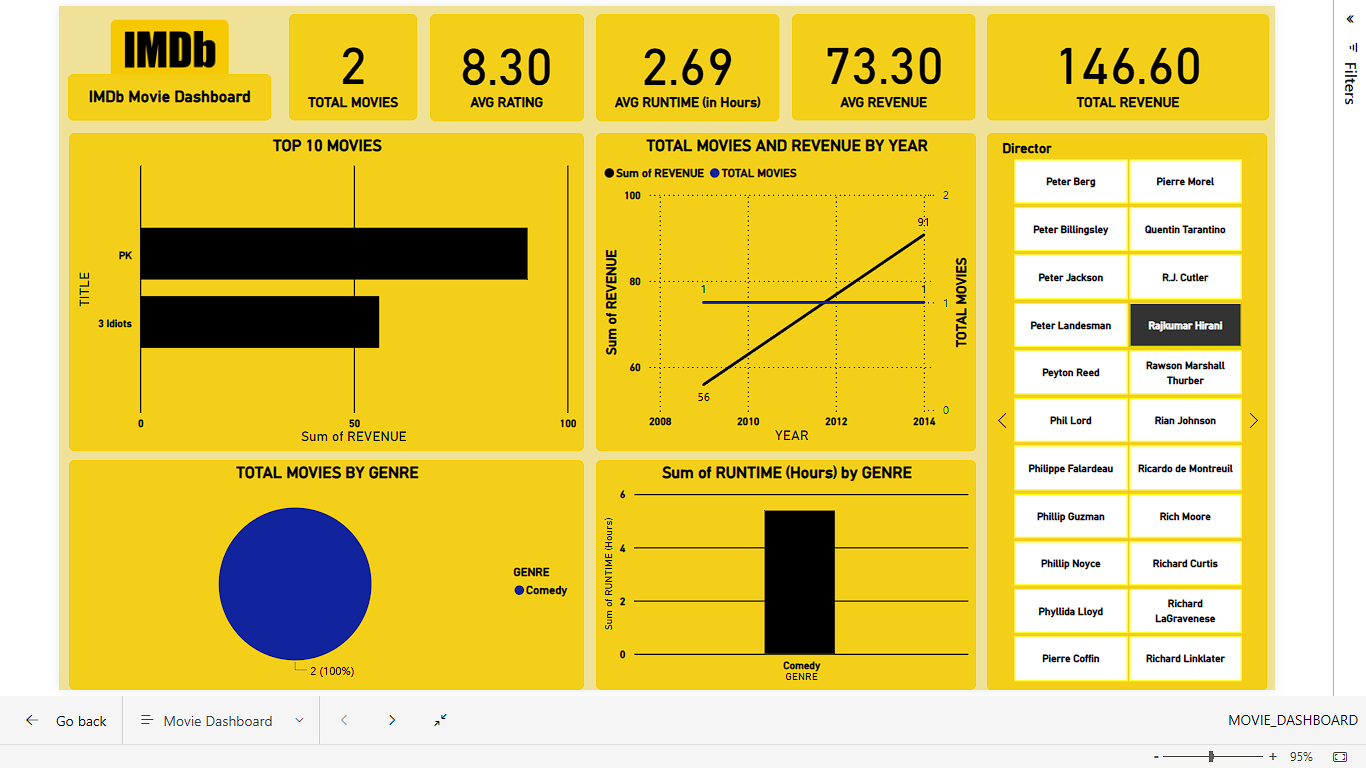 IMDb
IMDb Movie Dashboard
2
TOTAL MOVIES
8.30
AVG RATING
2.69
AVG RUNTIME (in Hours)
73.30
AVG REVENUE
146.60
TOTAL REVENUE
«
Filters
TOP 10 MOVIES
TITLE
PK
3 Idiots
0
50
100
Sum of REVENUE
TOTAL MOVIES AND REVENUE BY YEAR
Sum of REVENUE
TOTAL MOVIES
Sum of REVENUE
100
80
60
91
1
1
56
2
1
0
TOTAL MOVIES
2008
2010
2012
2014
YEAR
Director
Peter Berg
Pierre Morel
Peter Billingsley
Quentin Tarantino
Peter Jackson
R.J. Cutler
Peter Landesman
Rajkumar Hirani
Peyton Reed
Rawson Marshall
Thurber
Phil Lord
Rian Johnson
Philippe Falardeau
Ricardo de Montreuil
Phillip Guzman
Rich Moore
Phillip Noyce
Richard Curtis
Phyllida Lloyd
Richard
LaGravenese
Pierre Coffin
Richard Linklater
TOTAL MOVIES BY GENRE
2 (100%)
GENRE
Comedy
Sum of RUNTIME (Hours) by GENRE
Sum of RUNTIME (Hours)
6
4
2
0
Comedy
GENRE
Go back
Movie Dashboard
MOVIE_DASHBOARD
- + 95%